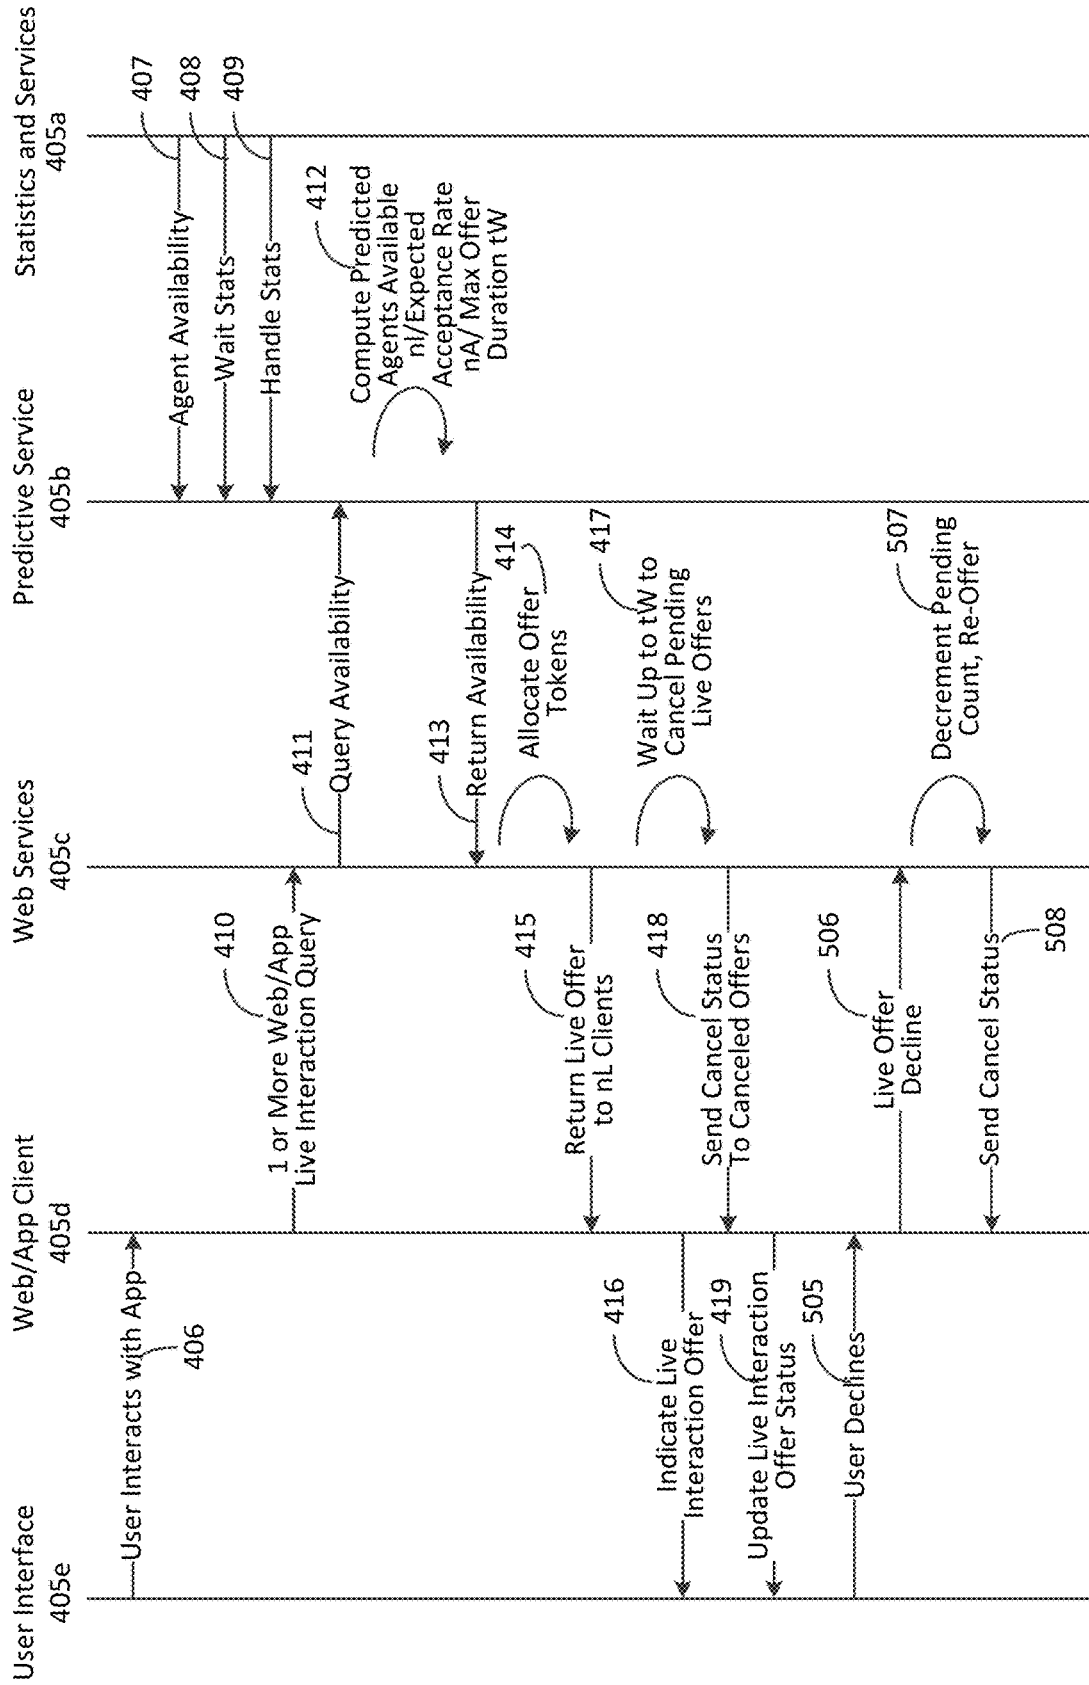 User Interface
405e
Web/App Client
405d
Web Services
405c
Predictive Service
405b
Statistics and Services
405a
User Interacts with App
406
Agent Availability
407
Wait Stats
408
Handle Stats
409
1 or More Web/App
Live Interaction Query
410
Query Availability
411
Compute Predicted
Agents Available
nl/Expected
Acceptance Rate
nA/ Max Offer
Duration tW
412
Return Availability
413
Allocate Offer
Tokens
414
Return Live Offer
to nL Clients
415
Indicate Live
Interaction Offer
416
Wait Up to tW to
Cancel Pending
Live Offers
417
Send Cancel Status
To Canceled Offers
418
Update Live Interaction
Offer Status
419
User Declines
505
Live Offer
Decline
506
Decrement Pending
Count, Re-Offer
507
Send Cancel Status
508